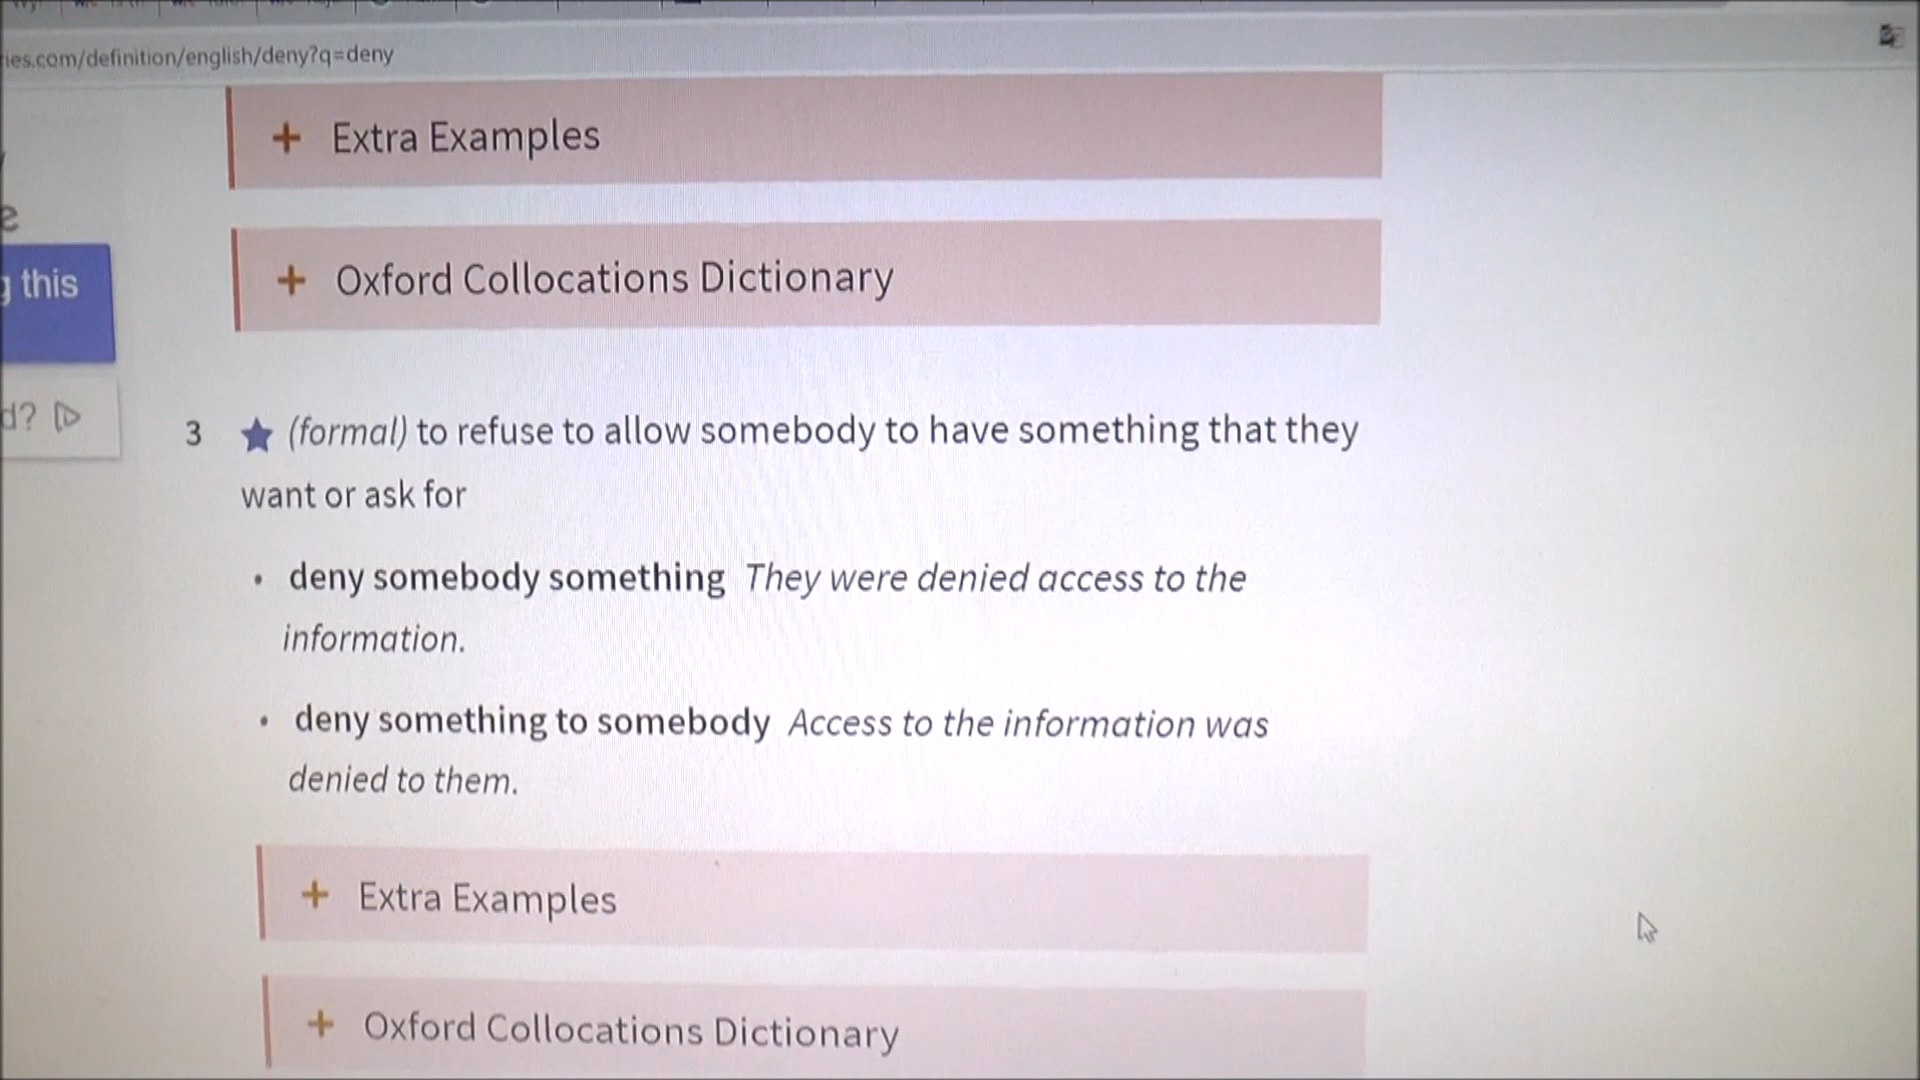 ies.com/definition/english/deny?q=deny
+ Extra Examples
e
this
+ Oxford Collocations Dictionary
d?
3 ★ (formal) to refuse to allow somebody to have something that they
want or ask for
• deny somebody something They were denied access to the
information.
• deny something to somebody Access to the information was
denied to them.
+ Extra Examples
+ Oxford Collocations Dictionary